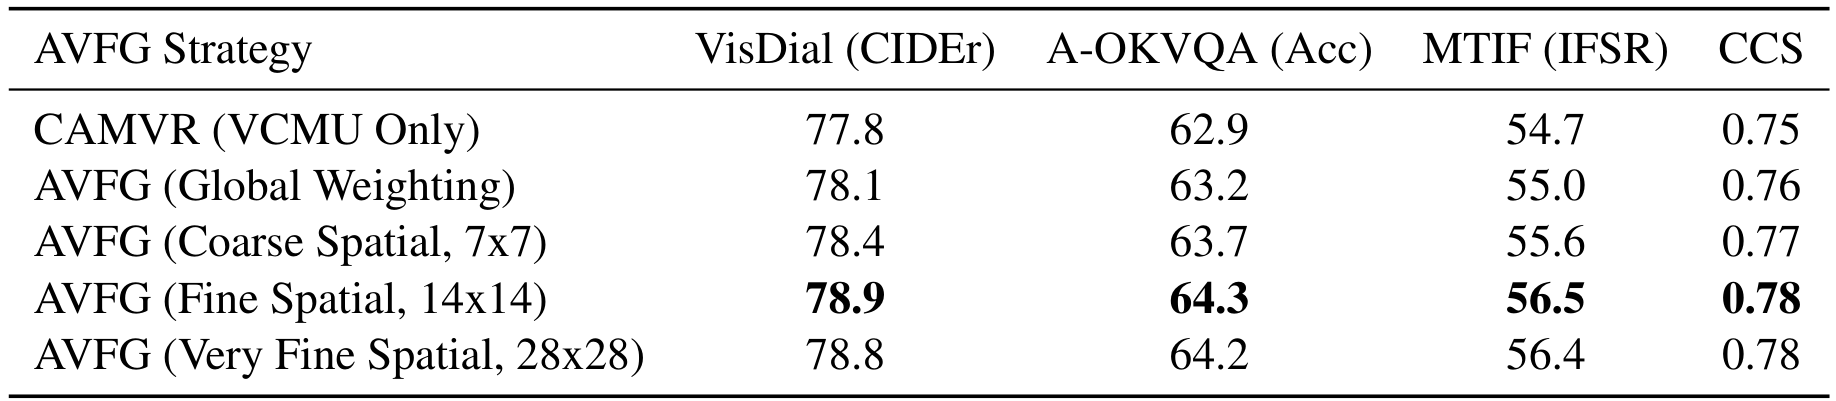 AVFG Strategy VisDial (CIDEr) A-OKVQA (Acc) MTIF (IFSR) CCS
CAMVR (VCMU Only) 77.8 62.9 54.7 0.75
AVFG (Global Weighting) 78.1 63.2 55.0 0.76
AVFG (Coarse Spatial, 7x7) 78.4 63.7 55.6 0.77
AVFG (Fine Spatial, 14x14) 78.9 64.3 56.5 0.78
AVFG (Very Fine Spatial, 28x28) 78.8 64.2 56.4 0.78